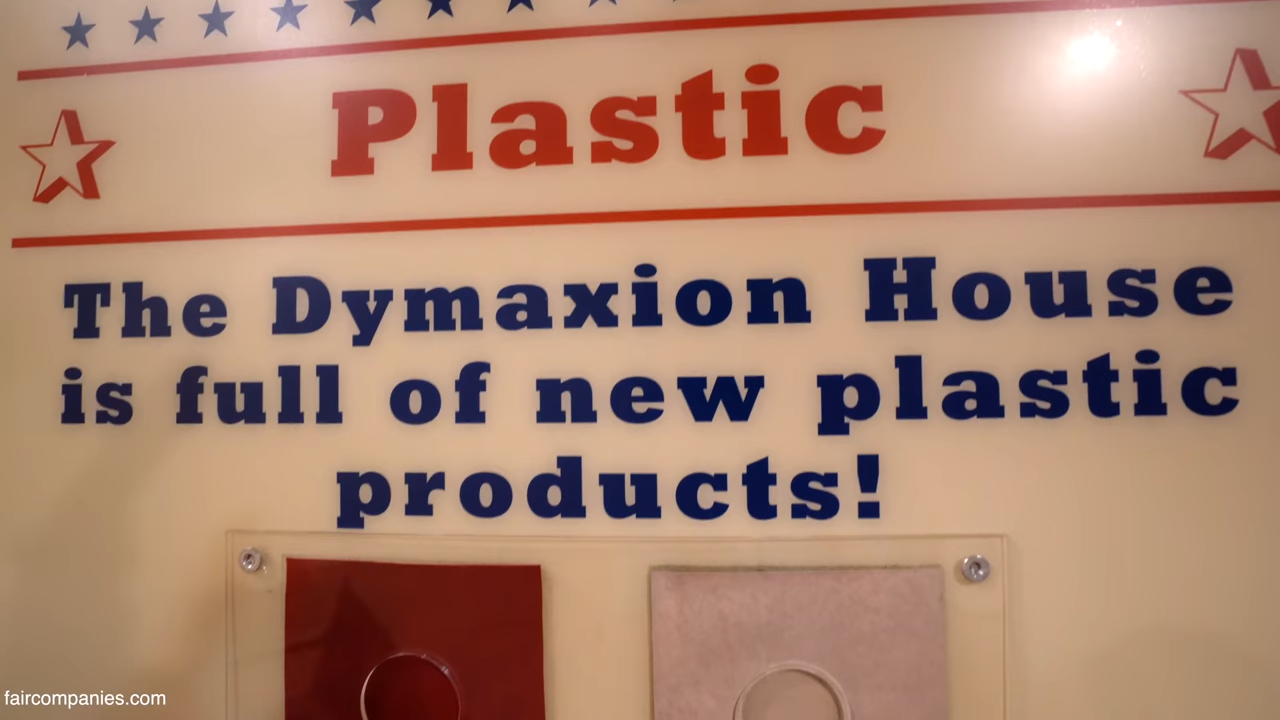 Plastic
The Dymaxion House
is full of new plastic
products!
faircompanies.com